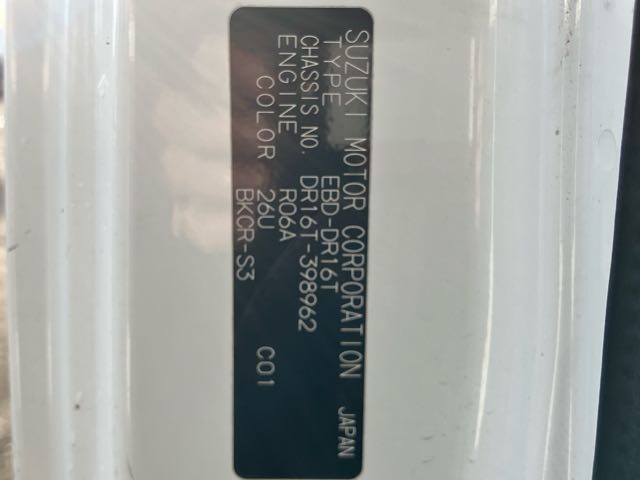 SUZUKI MOTOR CORPORATION JAPAN
TYPE EBD-DR16T
CHASSIS NO. DR16T-398962
ENGINE R06A
COLOR 26U C01
BKCR-S3